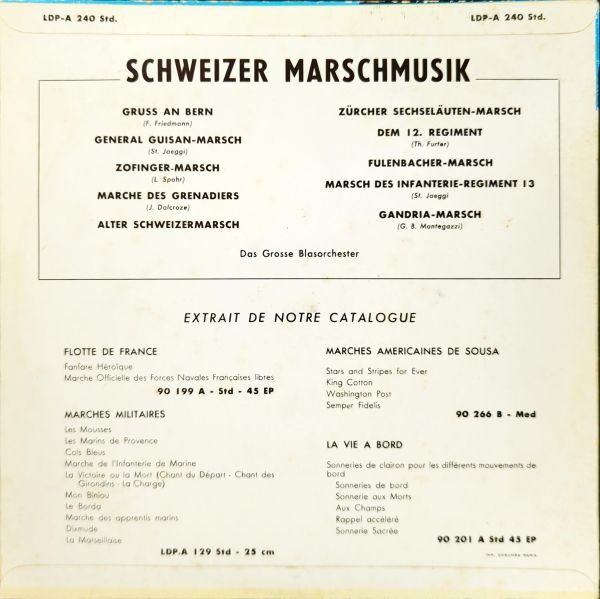 LDP-A 240 Std.
LDP-A 240 Std.
SCHWEIZER MARSCHMUSIK
GRUSS AN BERN
(F. Friedmann)
GENERAL GUISAN-MARSCH
(St. Jaeggi)
ZOFINGER-MARSCH
(L. Spohr)
MARCHE DES GRENADIERS
(J. Dalcroze)
ALTER SCHWEIZERMARSCH
ZÜRCHER SECHSELÄUTEN-MARSCH
DEM 12. REGIMENT
(Th. Furter)
FULENBACHER-MARSCH
MARSCH DES INFANTERIE-REGIMENT 13
(St. Jaeggi
GANDRIA-MARSCH
(G. B. Mantegazzi)
Das Grosse Blasorchester
EXTRAIT DE NOTRE CATALOGUE
FLOTTE DE FRANCE
Fanfare Héroïque
Marche Officielle des Forces Navales Françaises libres
90 199 A - Std - 45 EP
MARCHES MILITAIRES
Les Mousses
Les Marins de Provence
Cols Bleus
Marche de l'Infanterie de Marine
La Victoire ou la Mort (Chant du Départ - Chant des
Girondins - La Charge)
Mon Biniou
Le Borda
Marche des apprentis marins
Dixmude
La Marseillaise
LDP.A 129 Std - 25 cm
MARCHES AMERICAINES DE SOUSA
Stars and Stripes for Ever
King Cotton
Washington Post
Semper Fidelis
90 266 B - Med
LA VIE A BORD
Sonneries de clairon pour les différents mouvements de
bord
Sonneries de bord
Sonnerie aux Morts
Aux Champs
Rappel accéléré
Sonnerie Sacrée
90 201 A Std 45 EP
IMP. DEHLMÉS PARIS